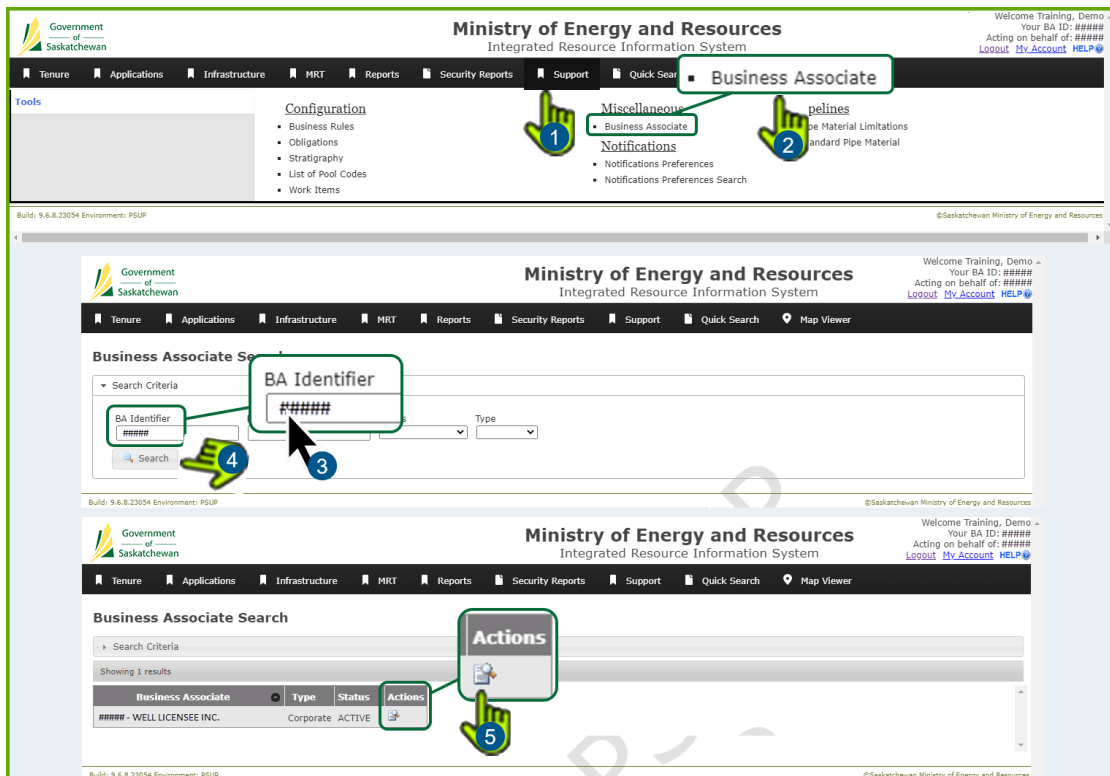 Government
of
Saskatchewan
Ministry of Energy and Resources
Integrated Resource Information System
Welcome Training, Demo
Your BA ID: #####
Acting on behalf of: #####
Logout My Account HELP
Tenure Applications Infrastructure MRT Reports Security Reports Support Quick Sear
Business Associate
Tools
Configuration
Business Rules
Obligations
Stratigraphy
List of Pool Codes
Work Items
1
Miscellaneous
Business Associate
Notifications
Notifications Preferences
Notifications Preferences Search
2
pelines
pe Material Limitations
andard Pipe Material
Build: 9.6.8.23054 Environment: PSUP
©Saskatchewan Ministry of Energy and Resources
Government
of
Saskatchewan
Ministry of Energy and Resources
Integrated Resource Information System
Welcome Training, Demo
Your BA ID: #####
Acting on behalf of: #####
Logout My Account HELP
Tenure Applications Infrastructure MRT Reports Security Reports Support Quick Search Map Viewer
Business Associate Se
Search Criteria
BA Identifier
#####
BA Identifier
#####
Type
Search
4
3
Build: 9.6.8.23054 Environment: PSUP
©Saskatchewan Ministry of Energy and Resources
Government
of
Saskatchewan
Ministry of Energy and Resources
Integrated Resource Information System
Welcome Training, Demo
Your BA ID: #####
Acting on behalf of: #####
Logout My Account HELP
Tenure Applications Infrastructure MRT Reports Security Reports Support Quick Search Map Viewer
Business Associate Search
Search Criteria
Showing 1 results
Business Associate Type Status Actions
##### - WELL LICENSEE INC. Corporate ACTIVE
Actions
5
Build: 9.6.8.23054 Environment: PSUP
©Saskatchewan Ministry of Energy and Resources